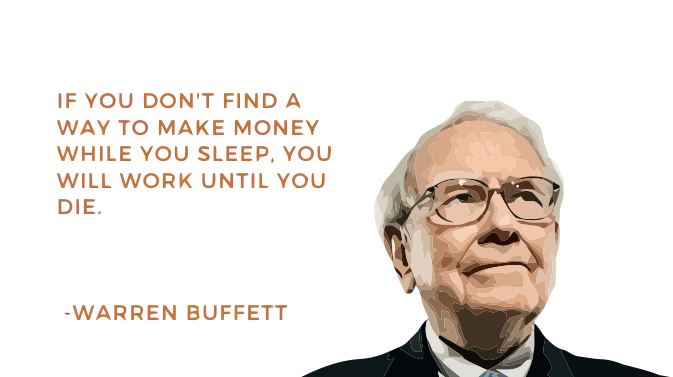 IF YOU DON'T FIND A
WAY TO MAKE MONEY
WHILE YOU SLEEP, YOU
WILL WORK UNTIL YOU
DIE.
-WARREN BUFFETT